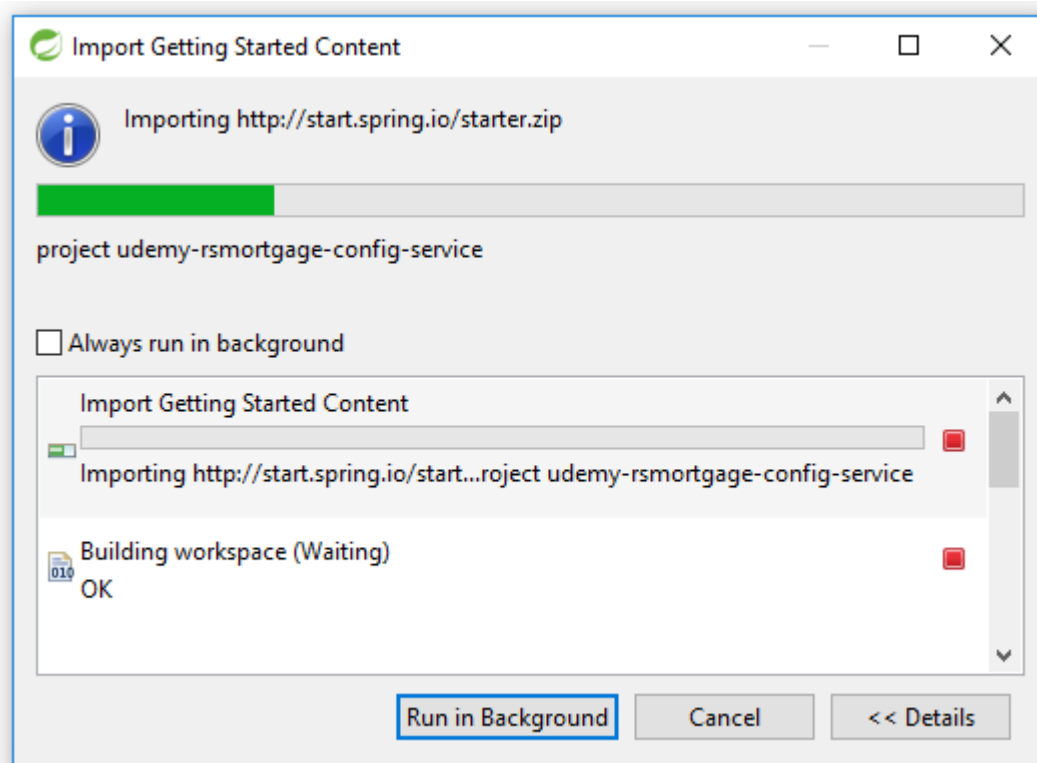 Import Getting Started Content
Importing http://start.spring.io/starter.zip
project udemy-rsmortgage-config-service
Always run in background
Import Getting Started Content
Importing http://start.spring.io/start...roject udemy-rsmortgage-config-service
Building workspace (Waiting)
010
OK
Run in Background
Cancel
<< Details